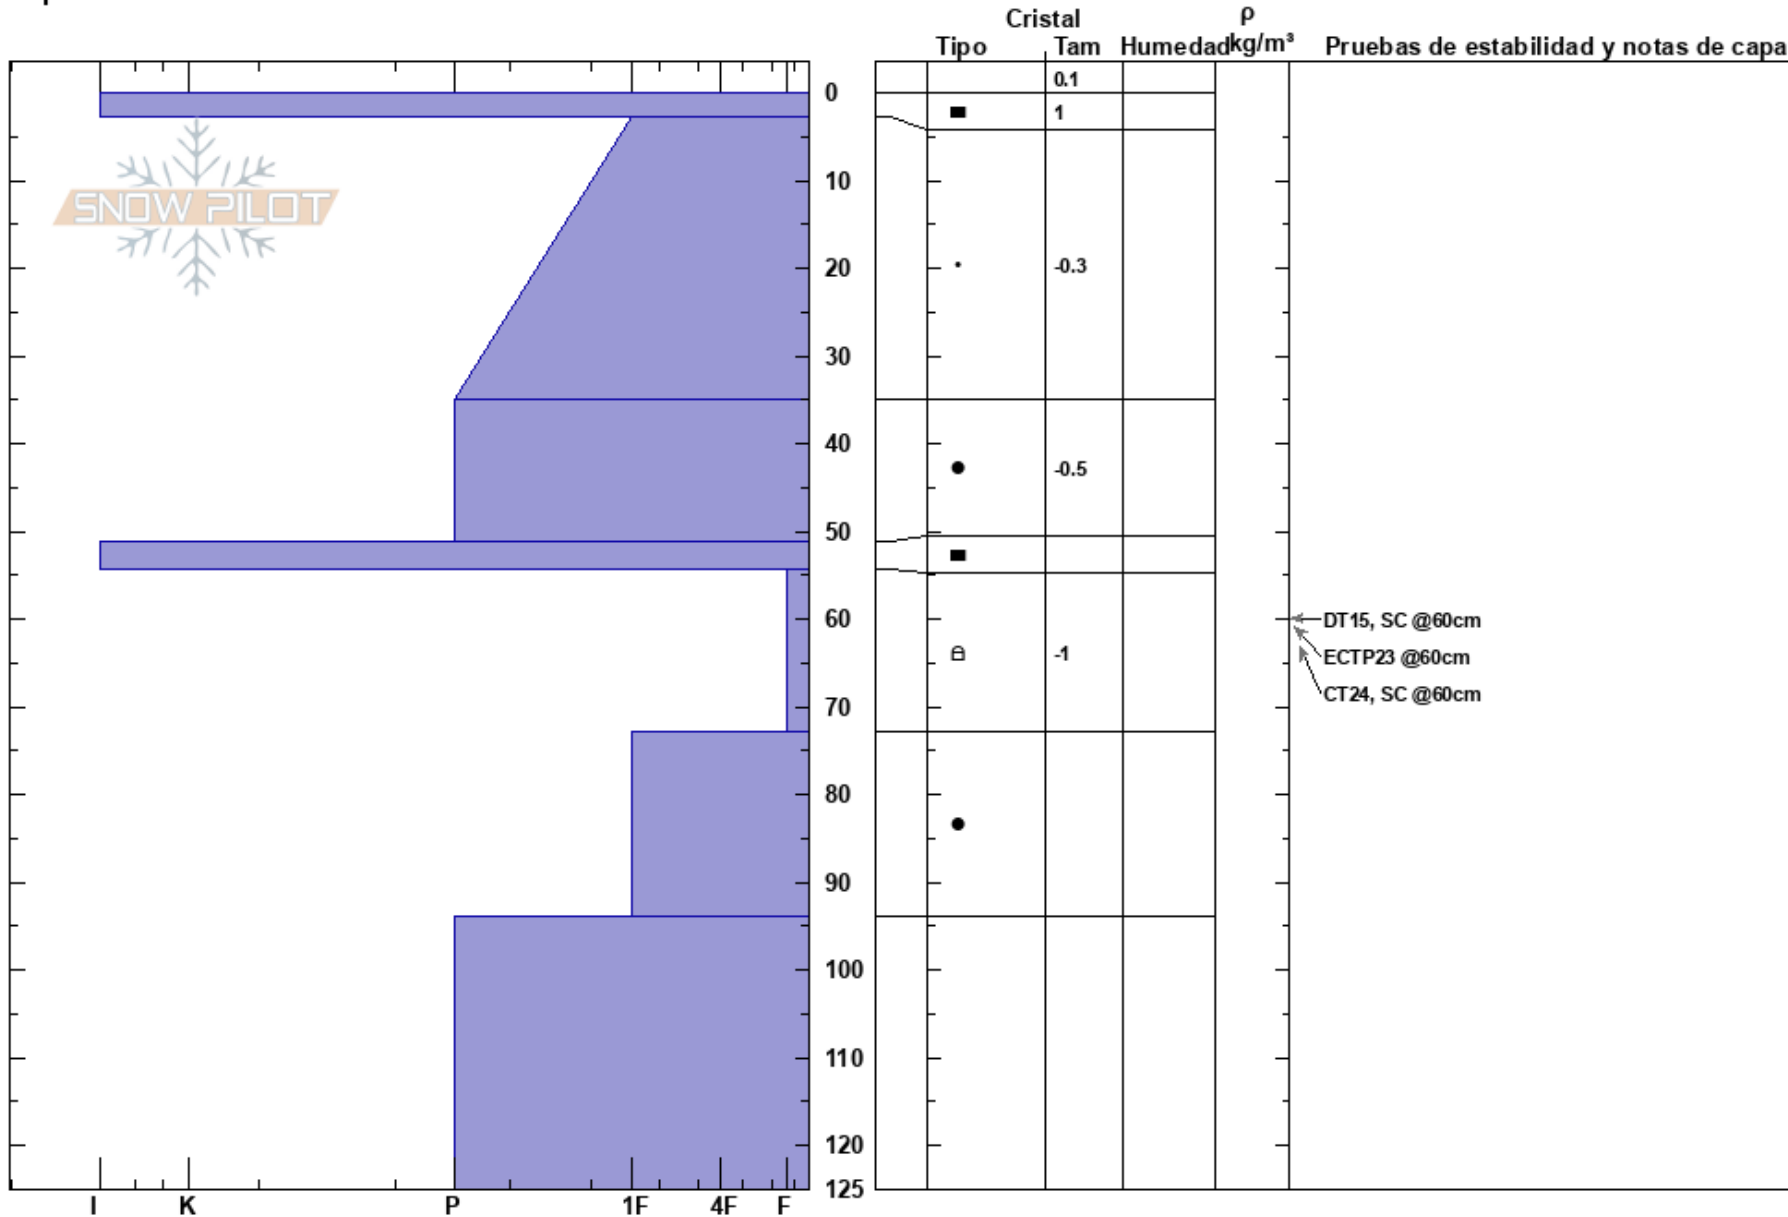 Cristal
ρ
Tipo Tam Humedad kg/m³ Pruebas de estabilidad y notas de capa
0.1
0
1
10
SNOW PILOT
20
-0.3
30
40
-0.5
50
60
DT15, SC @60cm
-1
ECTP23 @60cm
CT24, SC @60cm
70
80
90
100
110
120
125
I K P 1F 4F F